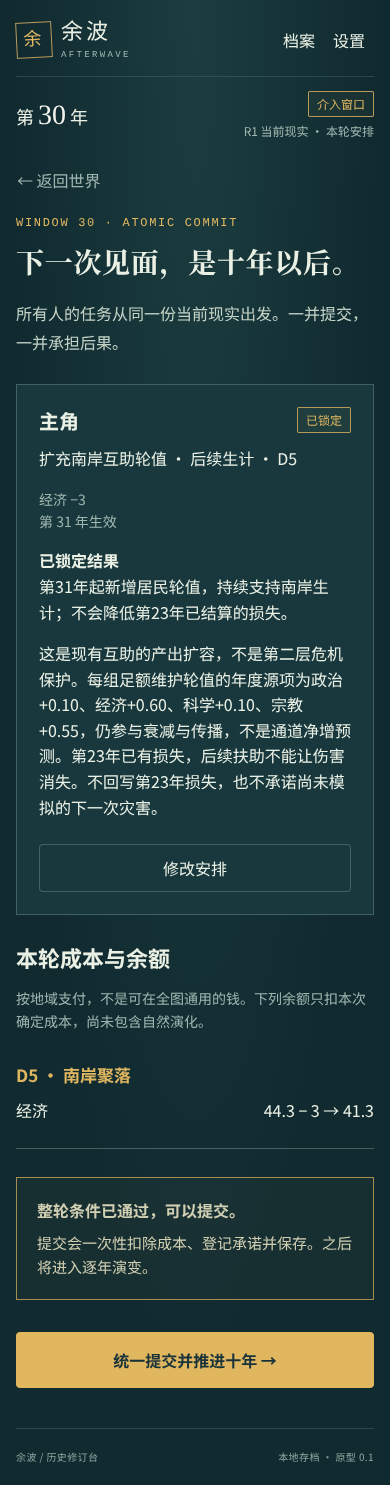 余
余波
AFTERWAVE
档案 设置
第 30 年
介入窗口
R1 当前现实 · 本轮安排
← 返回世界
WINDOW 30 · ATOMIC COMMIT
下一次见面，是十年以后。
所有人的任务从同一份当前现实出发。一并提交，
一并承担后果。
主角
已锁定
扩充南岸互助轮值 · 后续生计 · D5
经济 −3
第 31 年生效
已锁定结果
第31年起新增居民轮值，持续支持南岸生
计；不会降低第23年已结算的损失。
这是现有互助的产出扩容，不是第二层危机
保护。每组足额维护轮值的年度源项为政治
+0.10、经济+0.60、科学+0.10、宗教
+0.55，仍参与衰减与传播，不是通道净增预
测。第23年已有损失，后续扶助不能让伤害
消失。不回写第23年损失，也不承诺尚未模
拟的下一次灾害。
修改安排
本轮成本与余额
按地域支付，不是可在全图通用的钱。下列余额只扣本次
确定成本，尚未包含自然演化。
D5 · 南岸聚落
经济 44.3 − 3 → 41.3
整轮条件已通过，可以提交。
提交会一次性扣除成本、登记承诺并保存。之后
将进入逐年演变。
统一提交并推进十年 →
余波 / 历史修订台
本地存档 · 原型 0.1